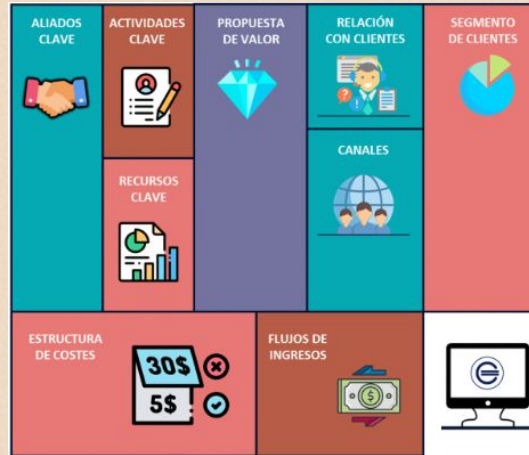 ALIADOS
CLAVE
ACTIVIDADES
CLAVE
PROPUESTA
DE VALOR
RELACIÓN
CON CLIENTES
SEGMENTO
DE CLIENTES
RECURSOS
CLAVE
CANALES
ESTRUCTURA
DE COSTES
30$
5$
FLUJOS DE
INGRESOS
$